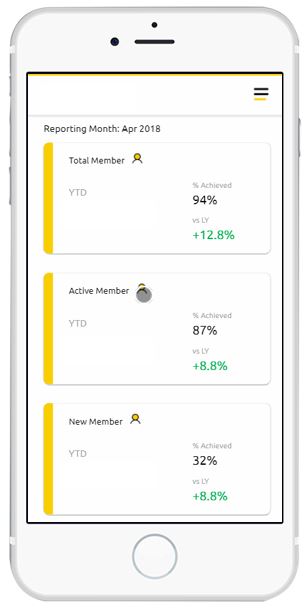 Reporting Month: Apr 2018
Total Member
YTD
% Achieved
94%
vs LY
+12.8%
Active Member
YTD
% Achieved
87%
vs LY
+8.8%
New Member
YTD
% Achieved
32%
vs LY
+8.8%